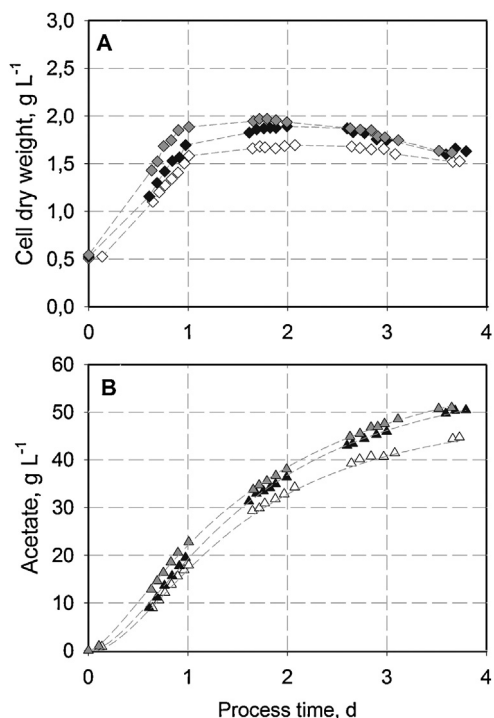 A
Cell dry weight, g L⁻¹
3,0
2,5
2,0
1,5
1,0
0,5
0,0
0 1 2 3 4
B
Acetate, g L⁻¹
60
50
40
30
20
10
0
0 1 2 3 4
Process time, d